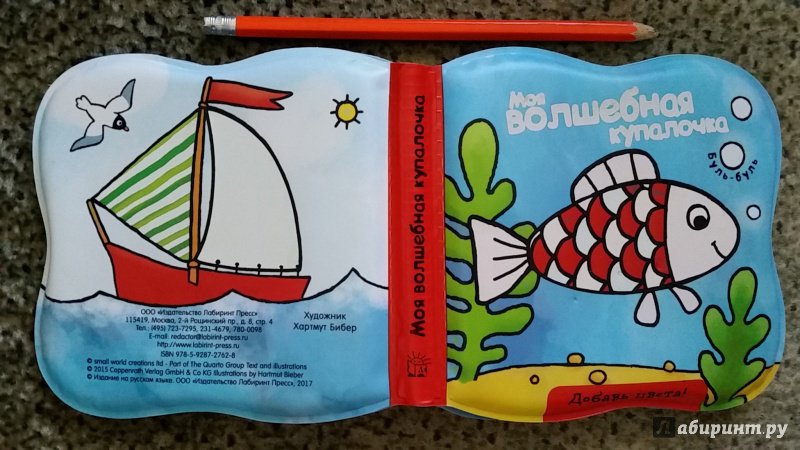 ООО «Издательство Лабиринт Пресс»
115419, Москва, 2-й Рощинский пр., д. 8, стр. 4
Тел.: (495) 723-7295, 231-4679, 780-0098
E-mail: redactor@labirint-press.ru
http://www.labirint-press.ru
ISBN 978-5-9287-2762-8
© small world creations ltd - Part of The Quarto Group Text and illustrations
© 2015 Coppenrath Verlag GmbH & Co KG Illustrations by Hartmut Bieber
© Издание на русском языке. ООО «Издательство Лабиринт Пресс», 2017
Художник
Хартмут Бибер
Моя волшебная купалочка
Моя
волшебная
купалочка
Буль-буль
Добавь цвета!
Лабиринт.ру